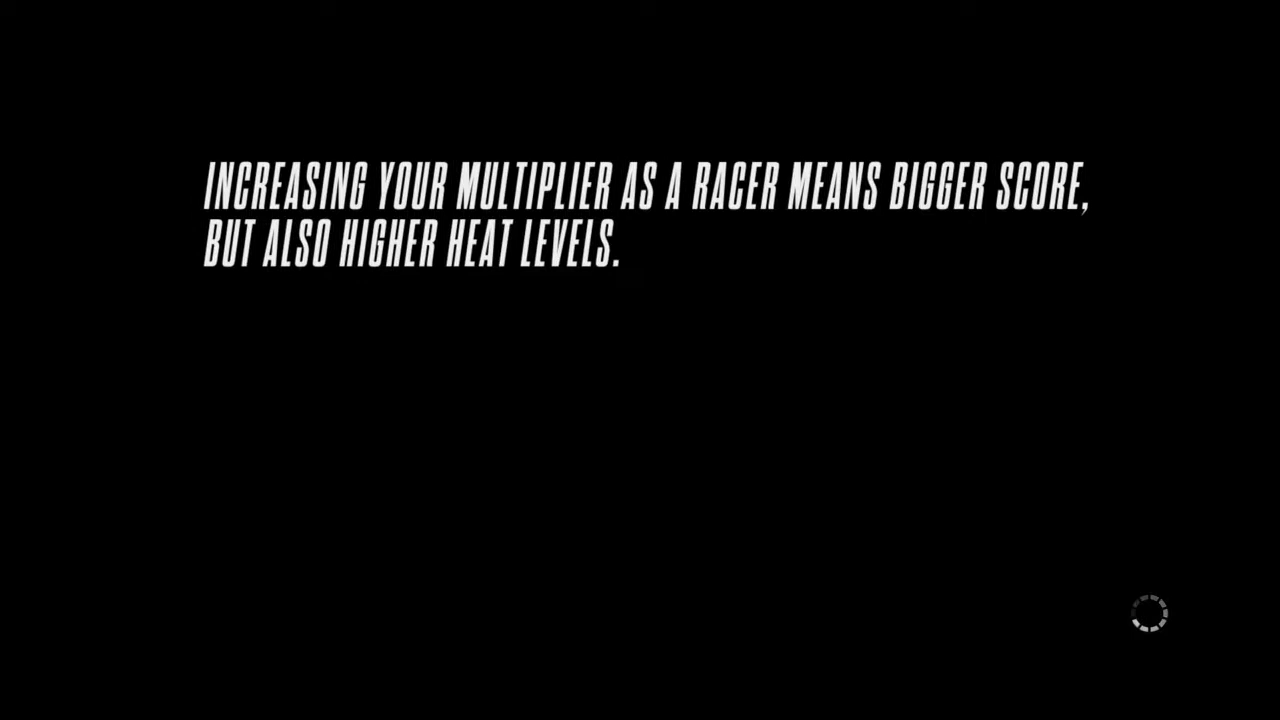 INCREASING YOUR MULTIPLIER AS A RACER MEANS BIGGER SCORE,
BUT ALSO HIGHER HEAT LEVELS.